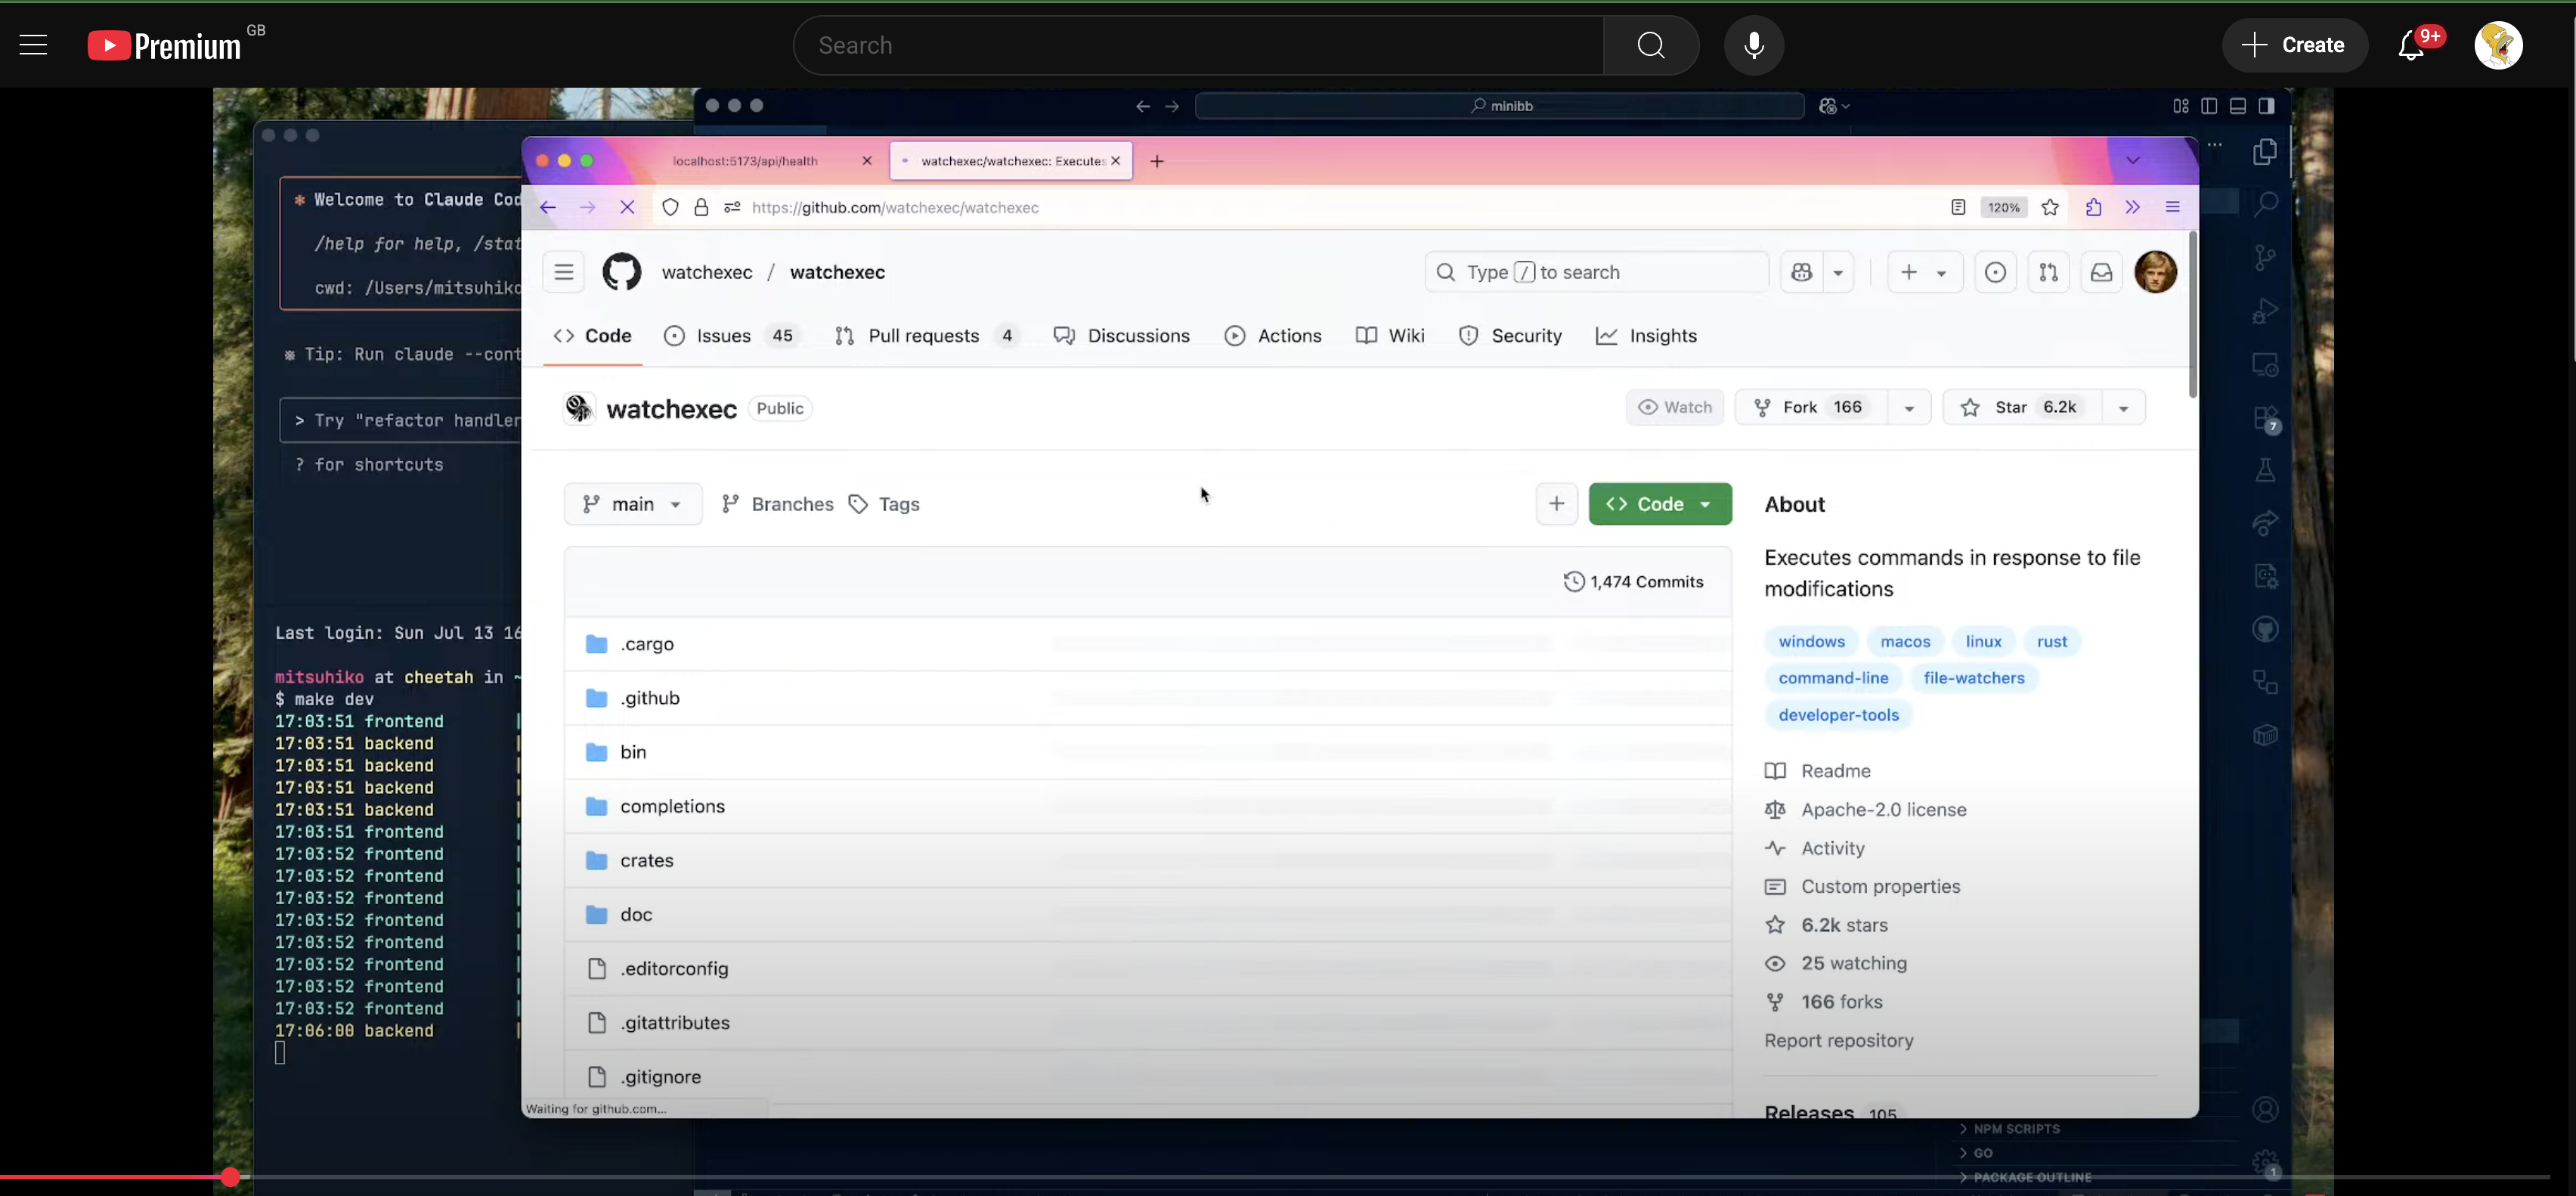 Premium GB
Search
Create
9+
minibb
localhost:5173/api/health
watchexec/watchexec: Executes
https://github.com/watchexec/watchexec
120%
watchexec / watchexec
Type / to search
Code
Issues 45
Pull requests 4
Discussions
Actions
Wiki
Security
Insights
watchexec Public
Watch
Fork 166
Star 6.2k
main
Branches
Tags
Code
1,474 Commits
.cargo
.github
bin
completions
crates
doc
.editorconfig
.gitattributes
.gitignore
Waiting for github.com...
About
Executes commands in response to file
modifications
windows macos linux rust
command-line file-watchers
developer-tools
Readme
Apache-2.0 license
Activity
Custom properties
6.2k stars
25 watching
166 forks
Report repository
Releases 105
* Welcome to Claude Cod
/help for help, /stat
cwd: /Users/mitsuhiko
※ Tip: Run claude --cont
> Try "refactor handler
? for shortcuts
Last login: Sun Jul 13 16
mitsuhiko at cheetah in ~
$ make dev
17:03:51 frontend
17:03:51 backend
17:03:51 backend
17:03:51 backend
17:03:51 backend
17:03:51 frontend
17:03:52 frontend
17:03:52 frontend
17:03:52 frontend
17:03:52 frontend
17:03:52 frontend
17:03:52 frontend
17:03:52 frontend
17:03:52 frontend
17:06:00 backend
7
NPM SCRIPTS
GO
PACKAGE OUTLINE
1